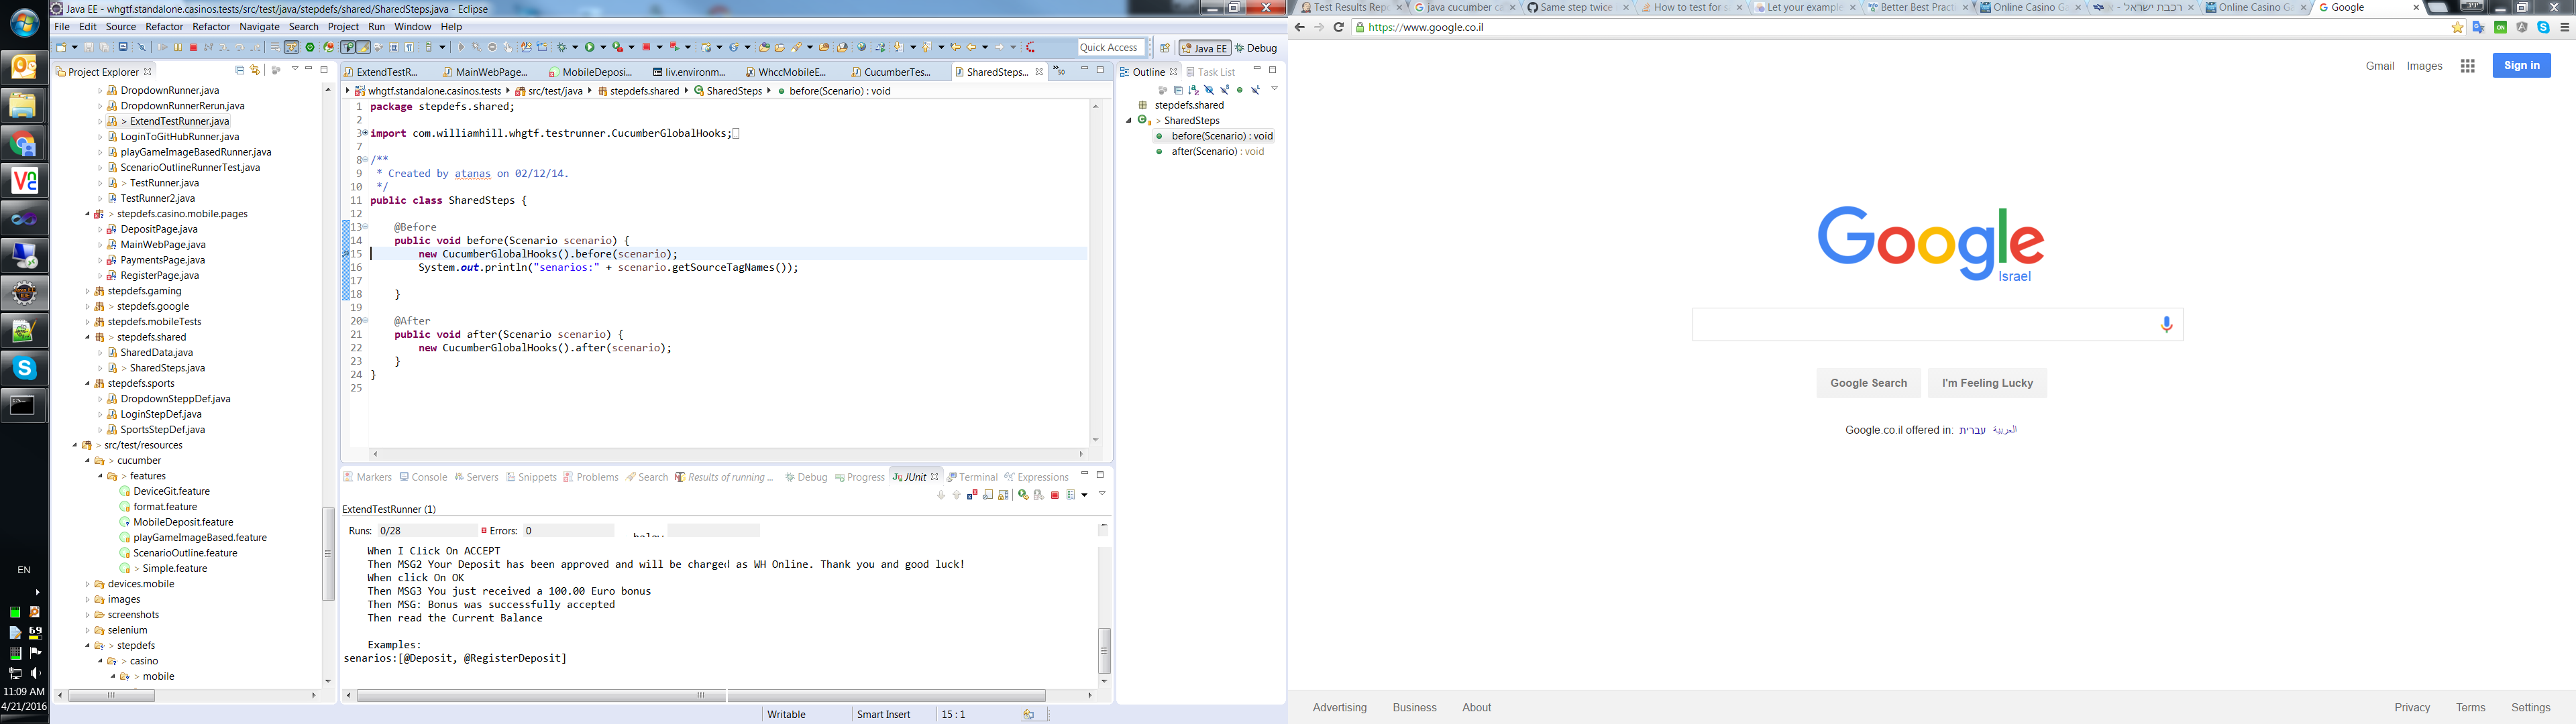 Java EE - whgtf.standalone.casinos.tests/src/test/java/stepdefs/shared/SharedSteps.java - Eclipse
File Edit Source Refactor Refactor Navigate Search Project Run Window Help
Quick Access
Java EE
Debug
Project Explorer
DropdownRunner.java
DropdownRunnerRerun.java
> ExtendTestRunner.java
LoginToGitHubRunner.java
playGameImageBasedRunner.java
ScenarioOutlineRunnerTest.java
> TestRunner.java
TestRunner2.java
> stepdefs.casino.mobile.pages
DepositPage.java
MainWebPage.java
PaymentsPage.java
RegisterPage.java
stepdefs.gaming
> stepdefs.google
stepdefs.mobileTests
> stepdefs.shared
SharedData.java
> SharedSteps.java
stepdefs.sports
DropdownSteppDef.java
LoginStepDef.java
SportsStepDef.java
> src/test/resources
> cucumber
> features
DeviceGit.feature
format.feature
MobileDeposit.feature
playGameImageBased.feature
ScenarioOutline.feature
> Simple.feature
devices.mobile
images
screenshots
selenium
> stepdefs
> casino
> mobile
EN
69
11:09 AM
4/21/2016
ExtendTestR...
MainWebPage...
MobileDeposi...
liv.environm...
WhccMobileE...
CucumberTes...
SharedSteps...
»50
whgtf.standalone.casinos.tests
src/test/java
stepdefs.shared
SharedSteps
before(Scenario) : void
1 package stepdefs.shared;
2
3 import com.williamhill.whgtf.testrunner.CucumberGlobalHooks;
7
8 /**
9 * Created by atanas on 02/12/14.
10 */
11 public class SharedSteps {
12
13 @Before
14 public void before(Scenario scenario) {
15 new CucumberGlobalHooks().before(scenario);
16 System.out.println("senarios:" + scenario.getSourceTagNames());
17
18 }
19
20 @After
21 public void after(Scenario scenario) {
22 new CucumberGlobalHooks().after(scenario);
23 }
24 }
25
Markers Console Servers Snippets Problems Search Results of running ... Debug Progress JUnit Terminal Expressions
ExtendTestRunner (1)
Runs: 0/28 Errors: 0
When I Click On ACCEPT
Then MSG2 Your Deposit has been approved and will be charged as WH Online. Thank you and good luck!
When click On OK
Then MSG3 You just received a 100.00 Euro bonus
Then MSG: Bonus was successfully accepted
Then read the Current Balance
Examples:
senarios:[@Deposit, @RegisterDeposit]
Writable Smart Insert 15 : 1
Outline Task List
stepdefs.shared
> SharedSteps
before(Scenario) : void
after(Scenario) : void
Test Results Rep
java cucumber ca
Same step twice
How to test for s
Let your example
Better Best Practi
Online Casino Ga
רכבת ישראל - א
Online Casino Ga
Google
https://www.google.co.il
Gmail Images
Sign in
Google
Israel
Google Search
I'm Feeling Lucky
Google.co.il offered in: עברית العربية
Advertising Business About
Privacy Terms Settings